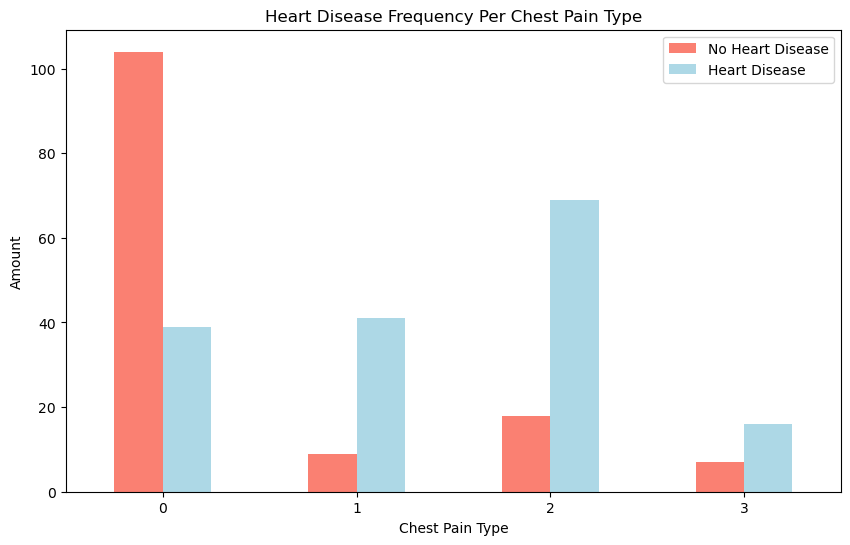 Heart Disease Frequency Per Chest Pain Type
No Heart Disease
Heart Disease
100
80
60
40
20
0
Amount
0 1 2 3
Chest Pain Type